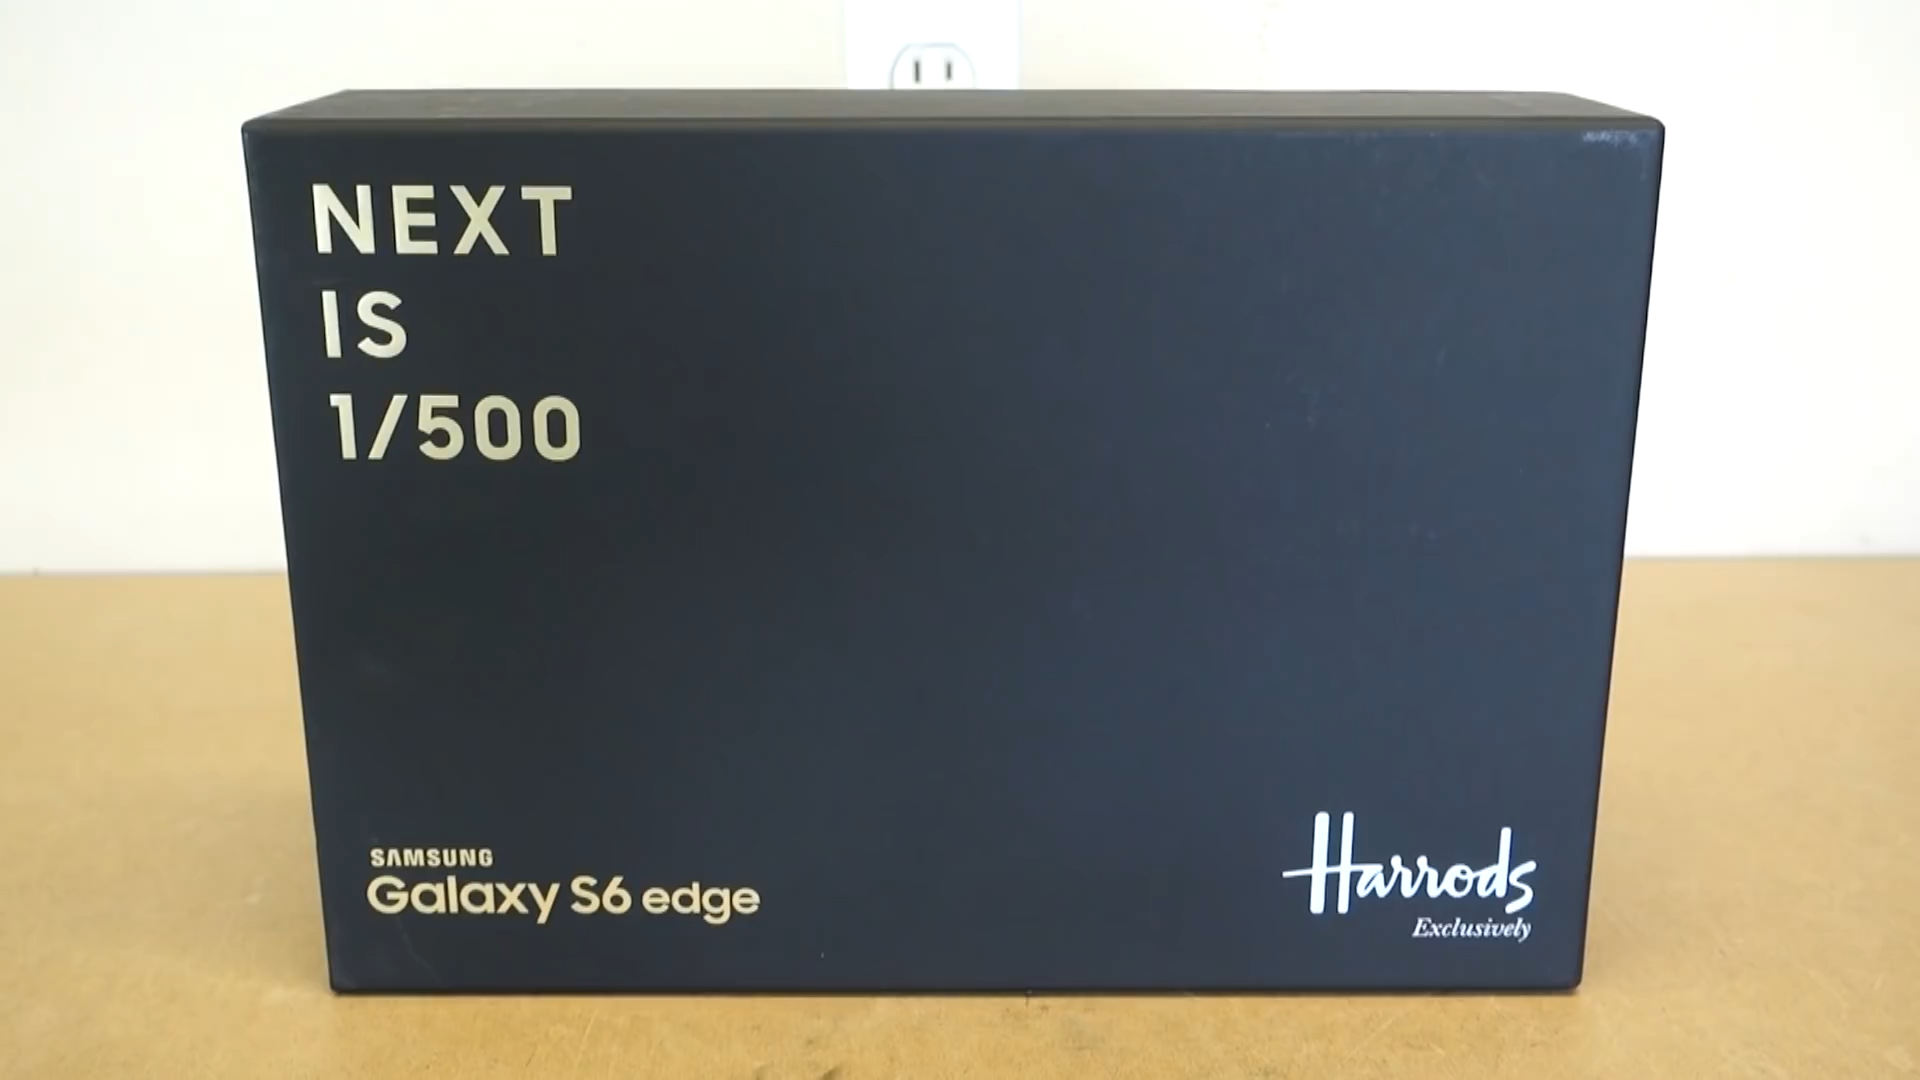 NEXT
IS
1/500
SAMSUNG
Galaxy S6 edge
Harrods
Exclusively